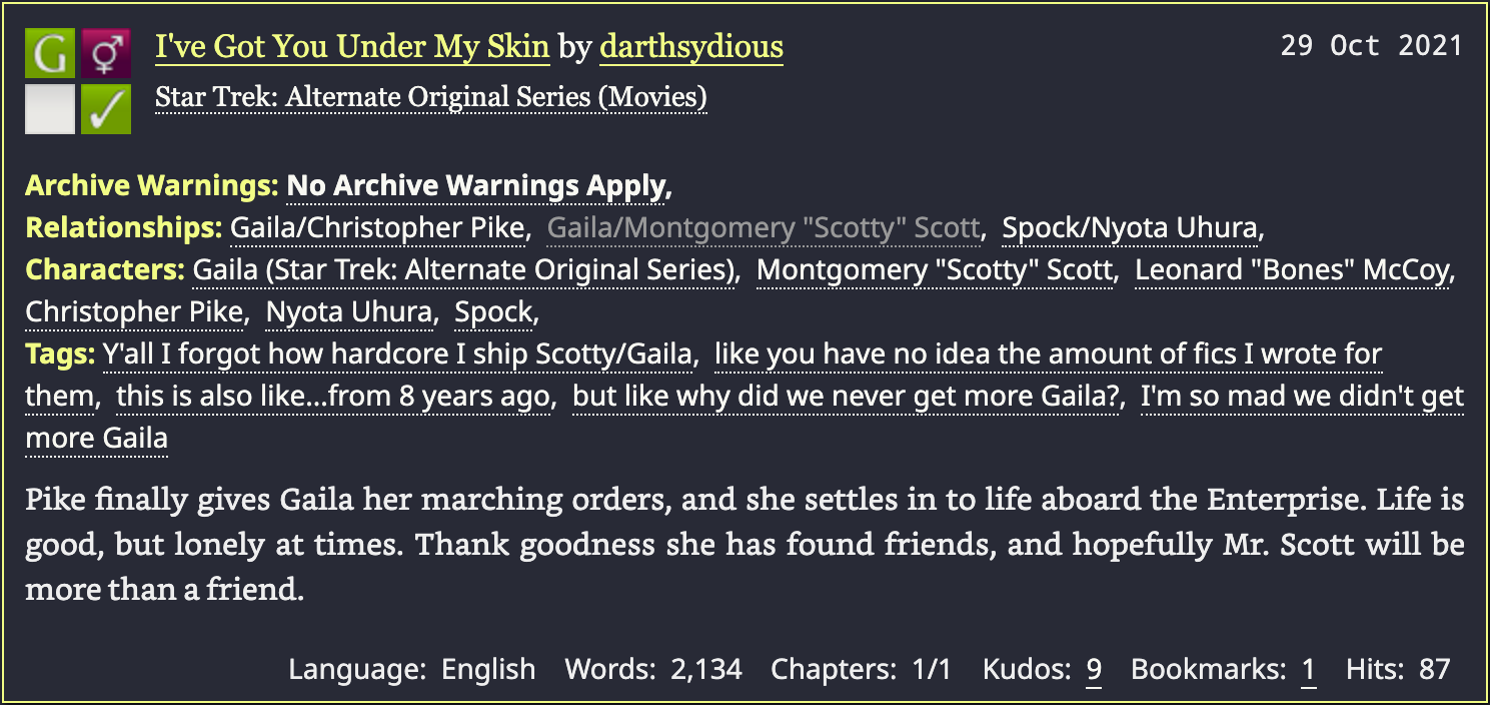 G
I've Got You Under My Skin by darthsydious
29 Oct 2021
Star Trek: Alternate Original Series (Movies)
Archive Warnings: No Archive Warnings Apply,
Relationships: Gaila/Christopher Pike, Gaila/Montgomery "Scotty" Scott, Spock/Nyota Uhura,
Characters: Gaila (Star Trek: Alternate Original Series), Montgomery "Scotty" Scott, Leonard "Bones" McCoy,
Christopher Pike, Nyota Uhura, Spock,
Tags: Y'all I forgot how hardcore I ship Scotty/Gaila, like you have no idea the amount of fics I wrote for
them, this is also like...from 8 years ago, but like why did we never get more Gaila?, I'm so mad we didn't get
more Gaila
Pike finally gives Gaila her marching orders, and she settles in to life aboard the Enterprise. Life is
good, but lonely at times. Thank goodness she has found friends, and hopefully Mr. Scott will be
more than a friend.
Language: English Words: 2,134 Chapters: 1/1 Kudos: 9 Bookmarks: 1 Hits: 87